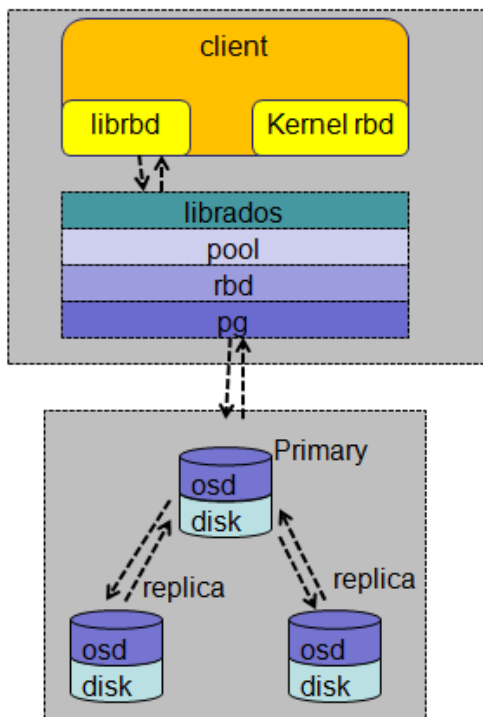 client
librbd
Kernel rbd
librados
pool
rbd
pg
Primary
osd
disk
replica
replica
osd
disk
osd
disk